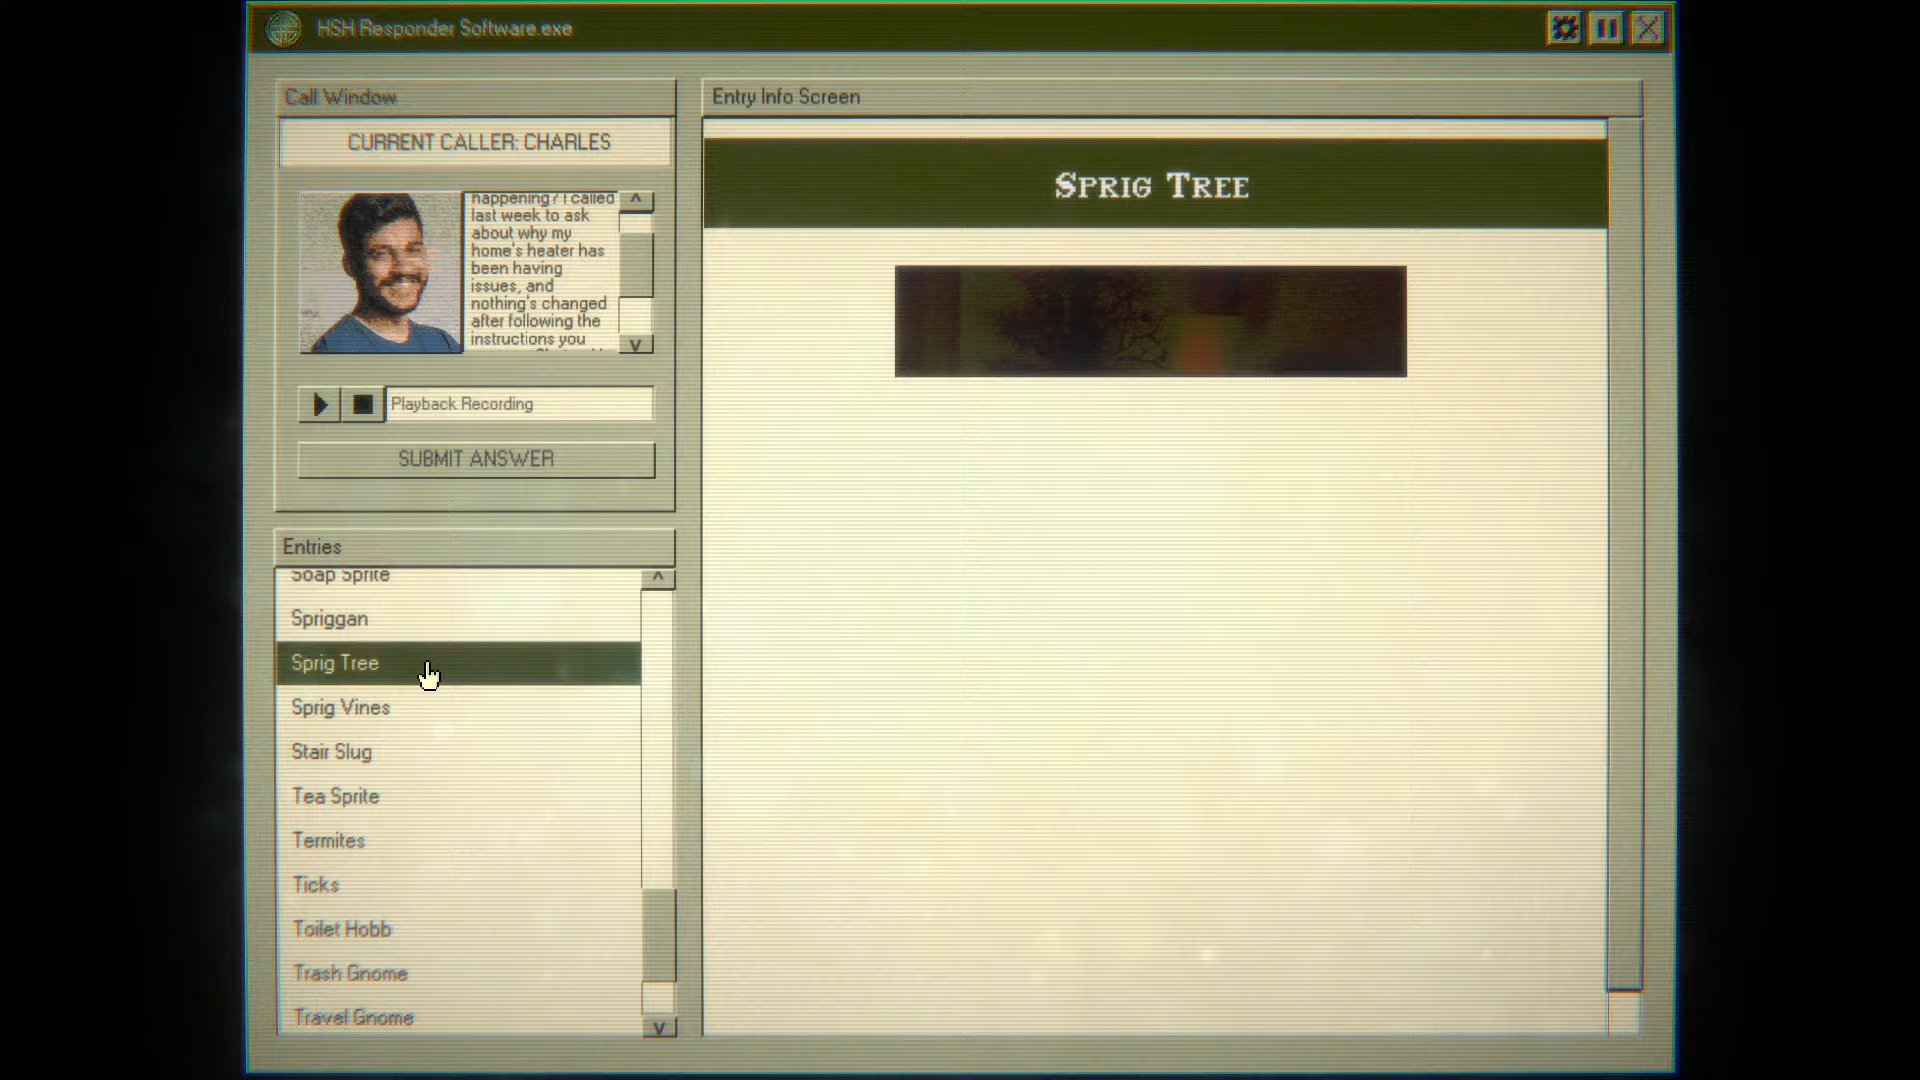 HSH Responder Software.exe
Call Window
CURRENT CALLER: CHARLES
happening? I called
last week to ask
about why my
home's heater has
been having
issues, and
nothing's changed
after following the
instructions you
Playback Recording
SUBMIT ANSWER
Entries
Soap Sprite
Spriggan
Sprig Tree
Sprig Vines
Stair Slug
Tea Sprite
Termites
Ticks
Toilet Hobb
Trash Gnome
Travel Gnome
Entry Info Screen
Sprig Tree